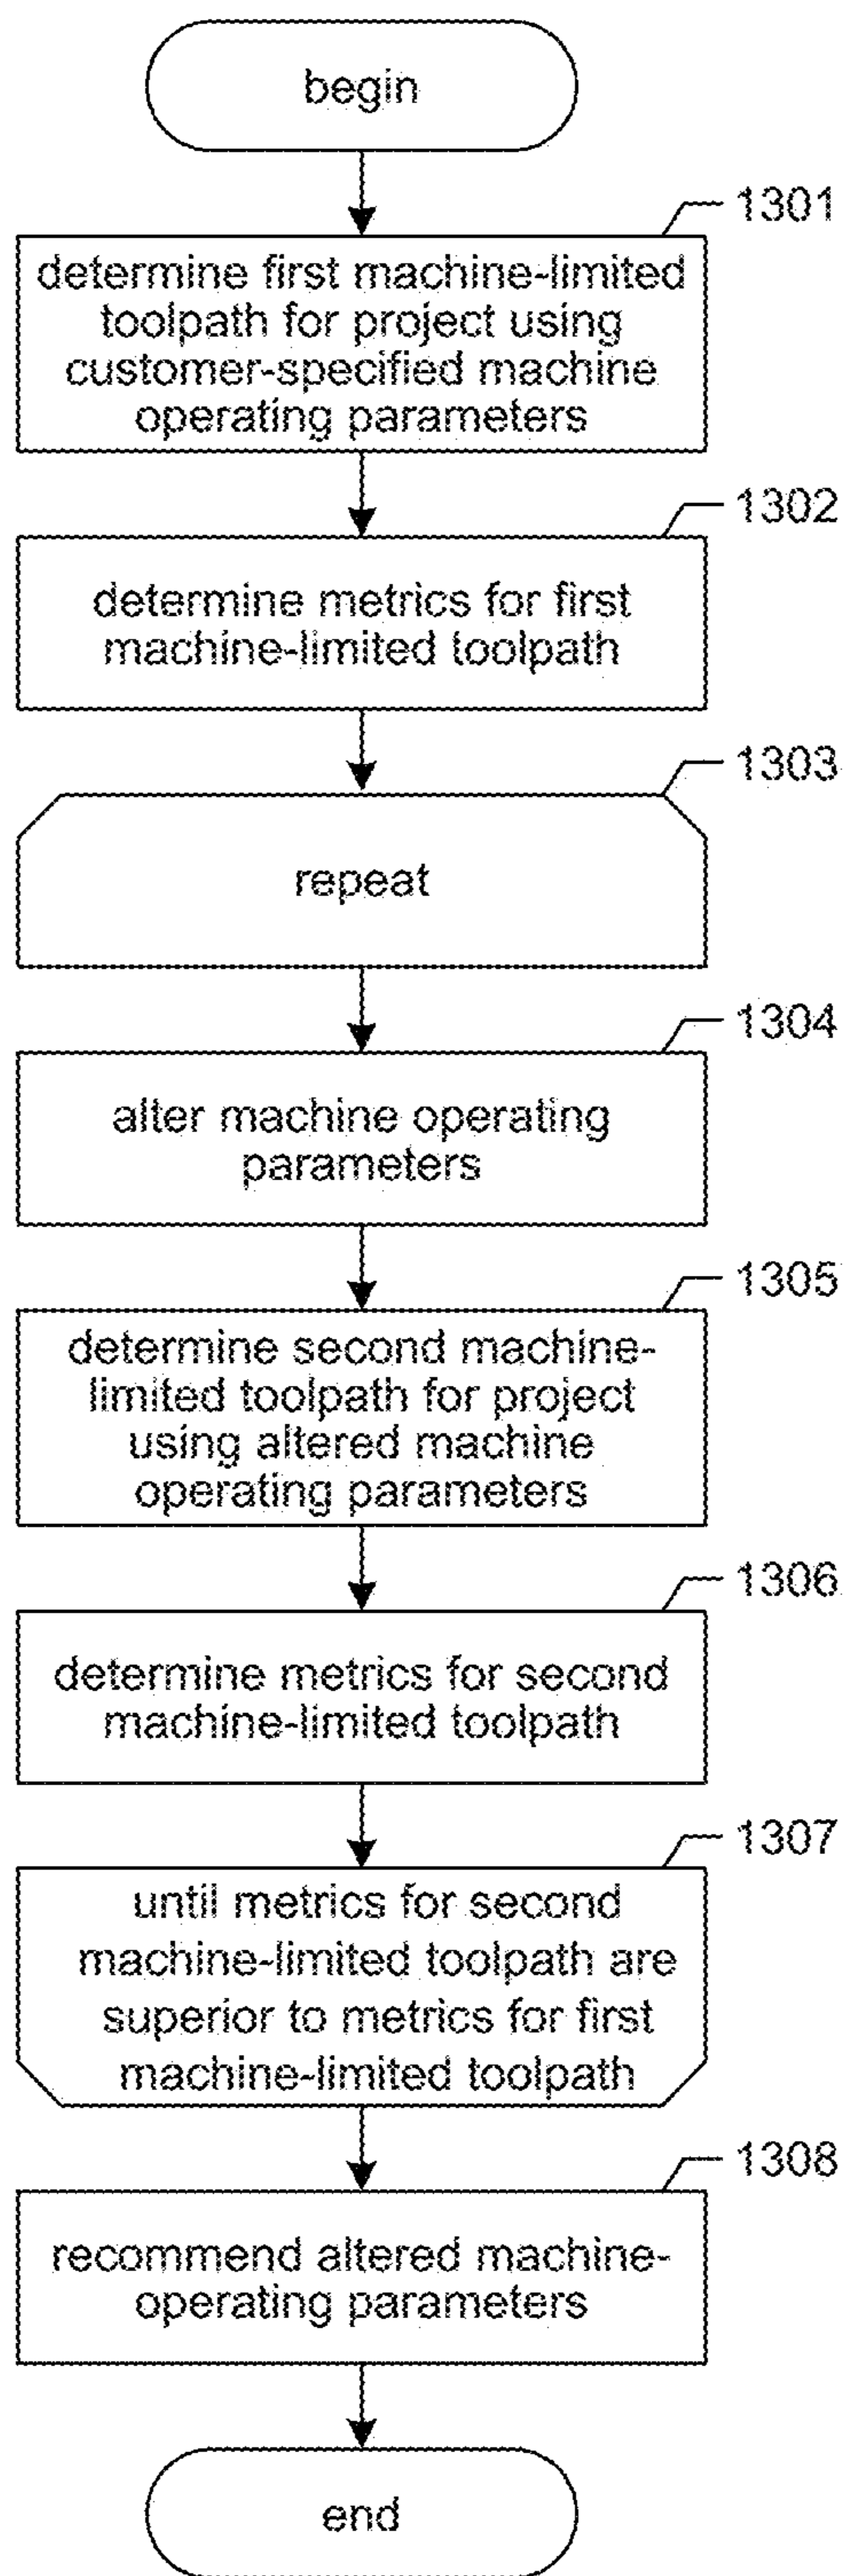 begin
1301
determine first machine-limited
toolpath for project using
customer-specified machine
operating parameters
1302
determine metrics for first
machine-limited toolpath
1303
repeat
1304
alter machine operating
parameters
1305
determine second machine-
limited toolpath for project
using altered machine
operating parameters
1306
determine metrics for second
machine-limited toolpath
1307
until metrics for second
machine-limited toolpath are
superior to metrics for first
machine-limited toolpath
1308
recommend altered machine-
operating parameters
end